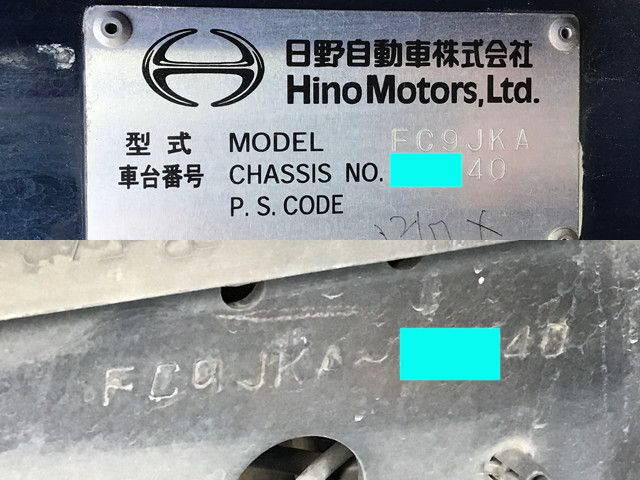 日野自動車株式会社
Hino Motors, Ltd.
型式 MODEL FC9JKA
車台番号 CHASSIS NO. 40
P. S. CODE
FC9JKA- 40